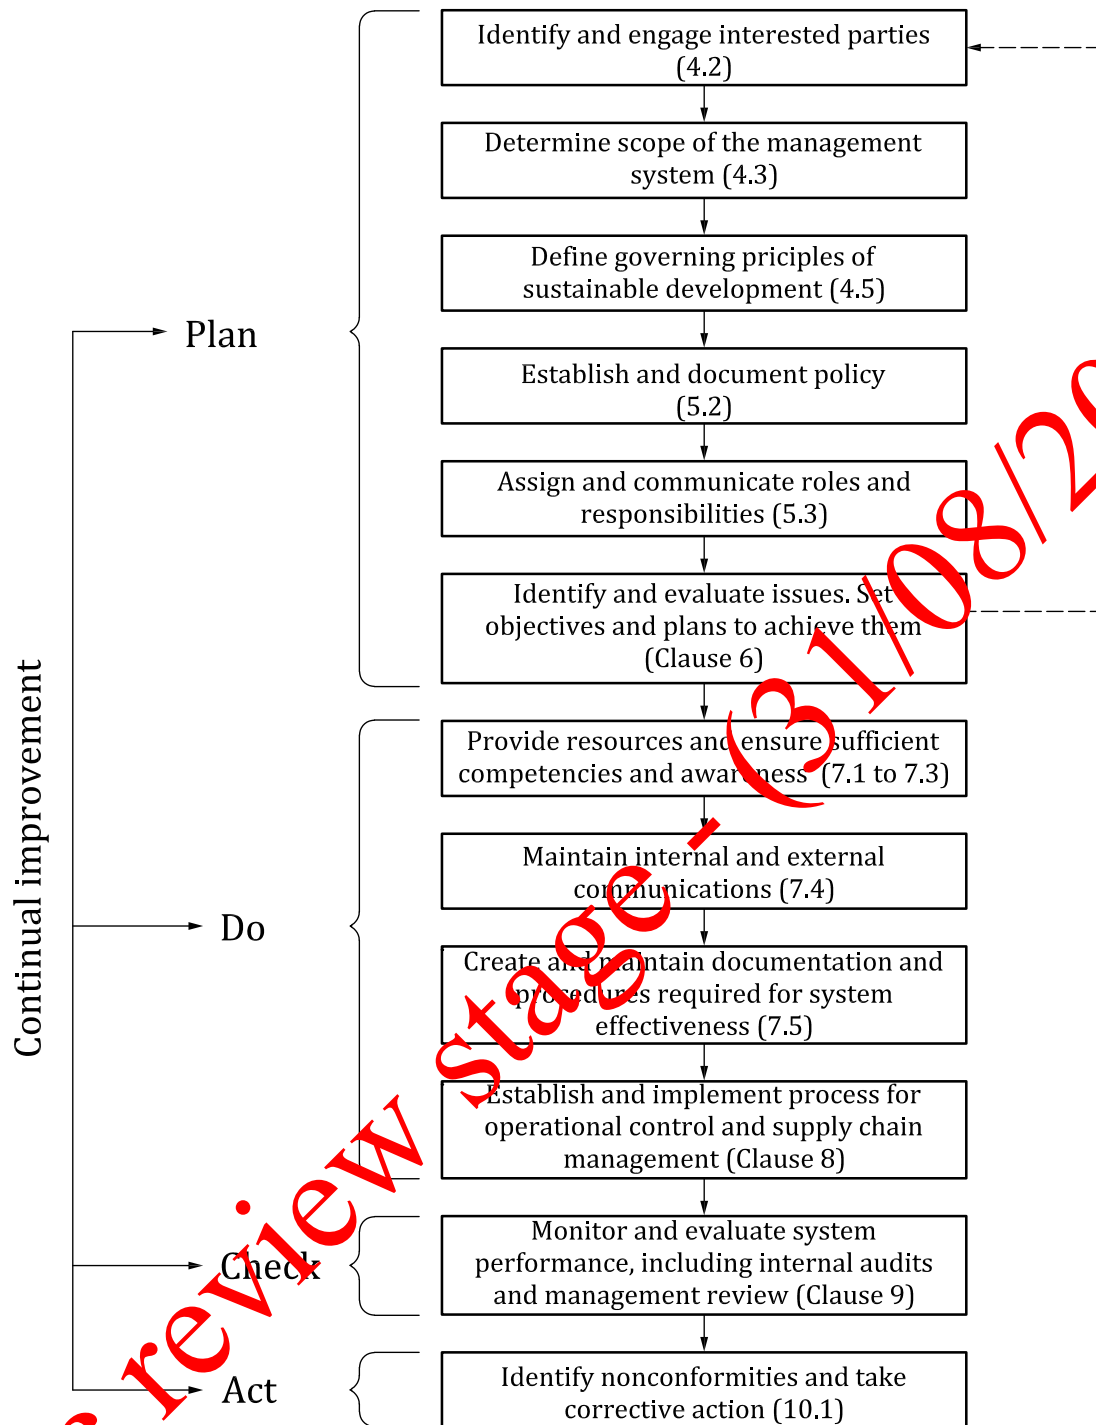 Identify and engage interested parties
(4.2)
Determine scope of the management
system (4.3)
Define governing priciples of
sustainable development (4.5)
Plan
Establish and document policy
(5.2)
Assign and communicate roles and
responsibilities (5.3)
Identify and evaluate issues. Set
objectives and plans to achieve them
(Clause 6)
Continual improvement
Provide resources and ensure sufficient
competencies and awareness (7.1 to 7.3)
Maintain internal and external
communications (7.4)
Do
Create and maintain documentation and
procedures required for system
effectiveness (7.5)
Establish and implement process for
operational control and supply chain
management (Clause 8)
Check
Monitor and evaluate system
performance, including internal audits
and management review (Clause 9)
Act
Identify nonconformities and take
corrective action (10.1)
review stage - (31/08/20